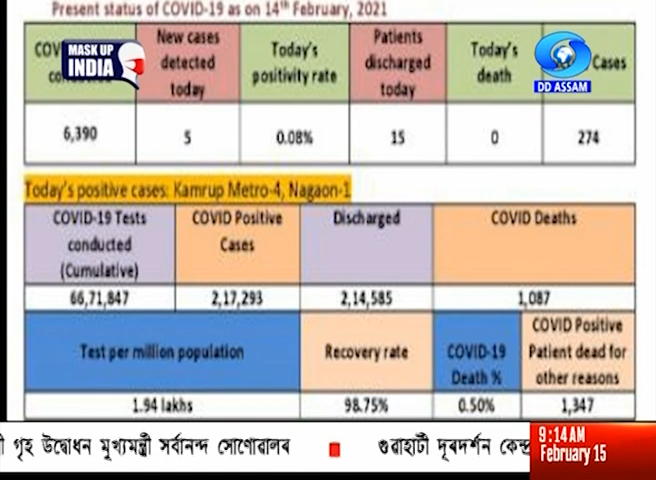 Present status of COVID-19 as on 14th February, 2021
MASK UP
INDIA
New cases
detected
today
Today's
positivity rate
Patients
discharged
today
Today's
death
Cases
DD ASSAM
6,390
5
0.08%
15
0
274
Today's positive cases: Kamrup Metro-4, Nagaon-1
COVID-19 Tests
conducted
(Cumulative)
COVID Positive
Cases
Discharged
COVID Deaths
66,71,847
2,17,293
2,14,585
1,087
Test per million population
Recovery rate
COVID-19
Death %
COVID Positive
Patient dead for
other reasons
1.94 lakhs
98.75%
0.50%
1,347
গৃহ উদ্বোধন মুখ্যমন্ত্ৰী সৰ্বানন্দ সোণোৱালৰ ■ গুৱাহাটী দূৰদৰ্শন কেন্দ্ৰ
9:14AM
February 15